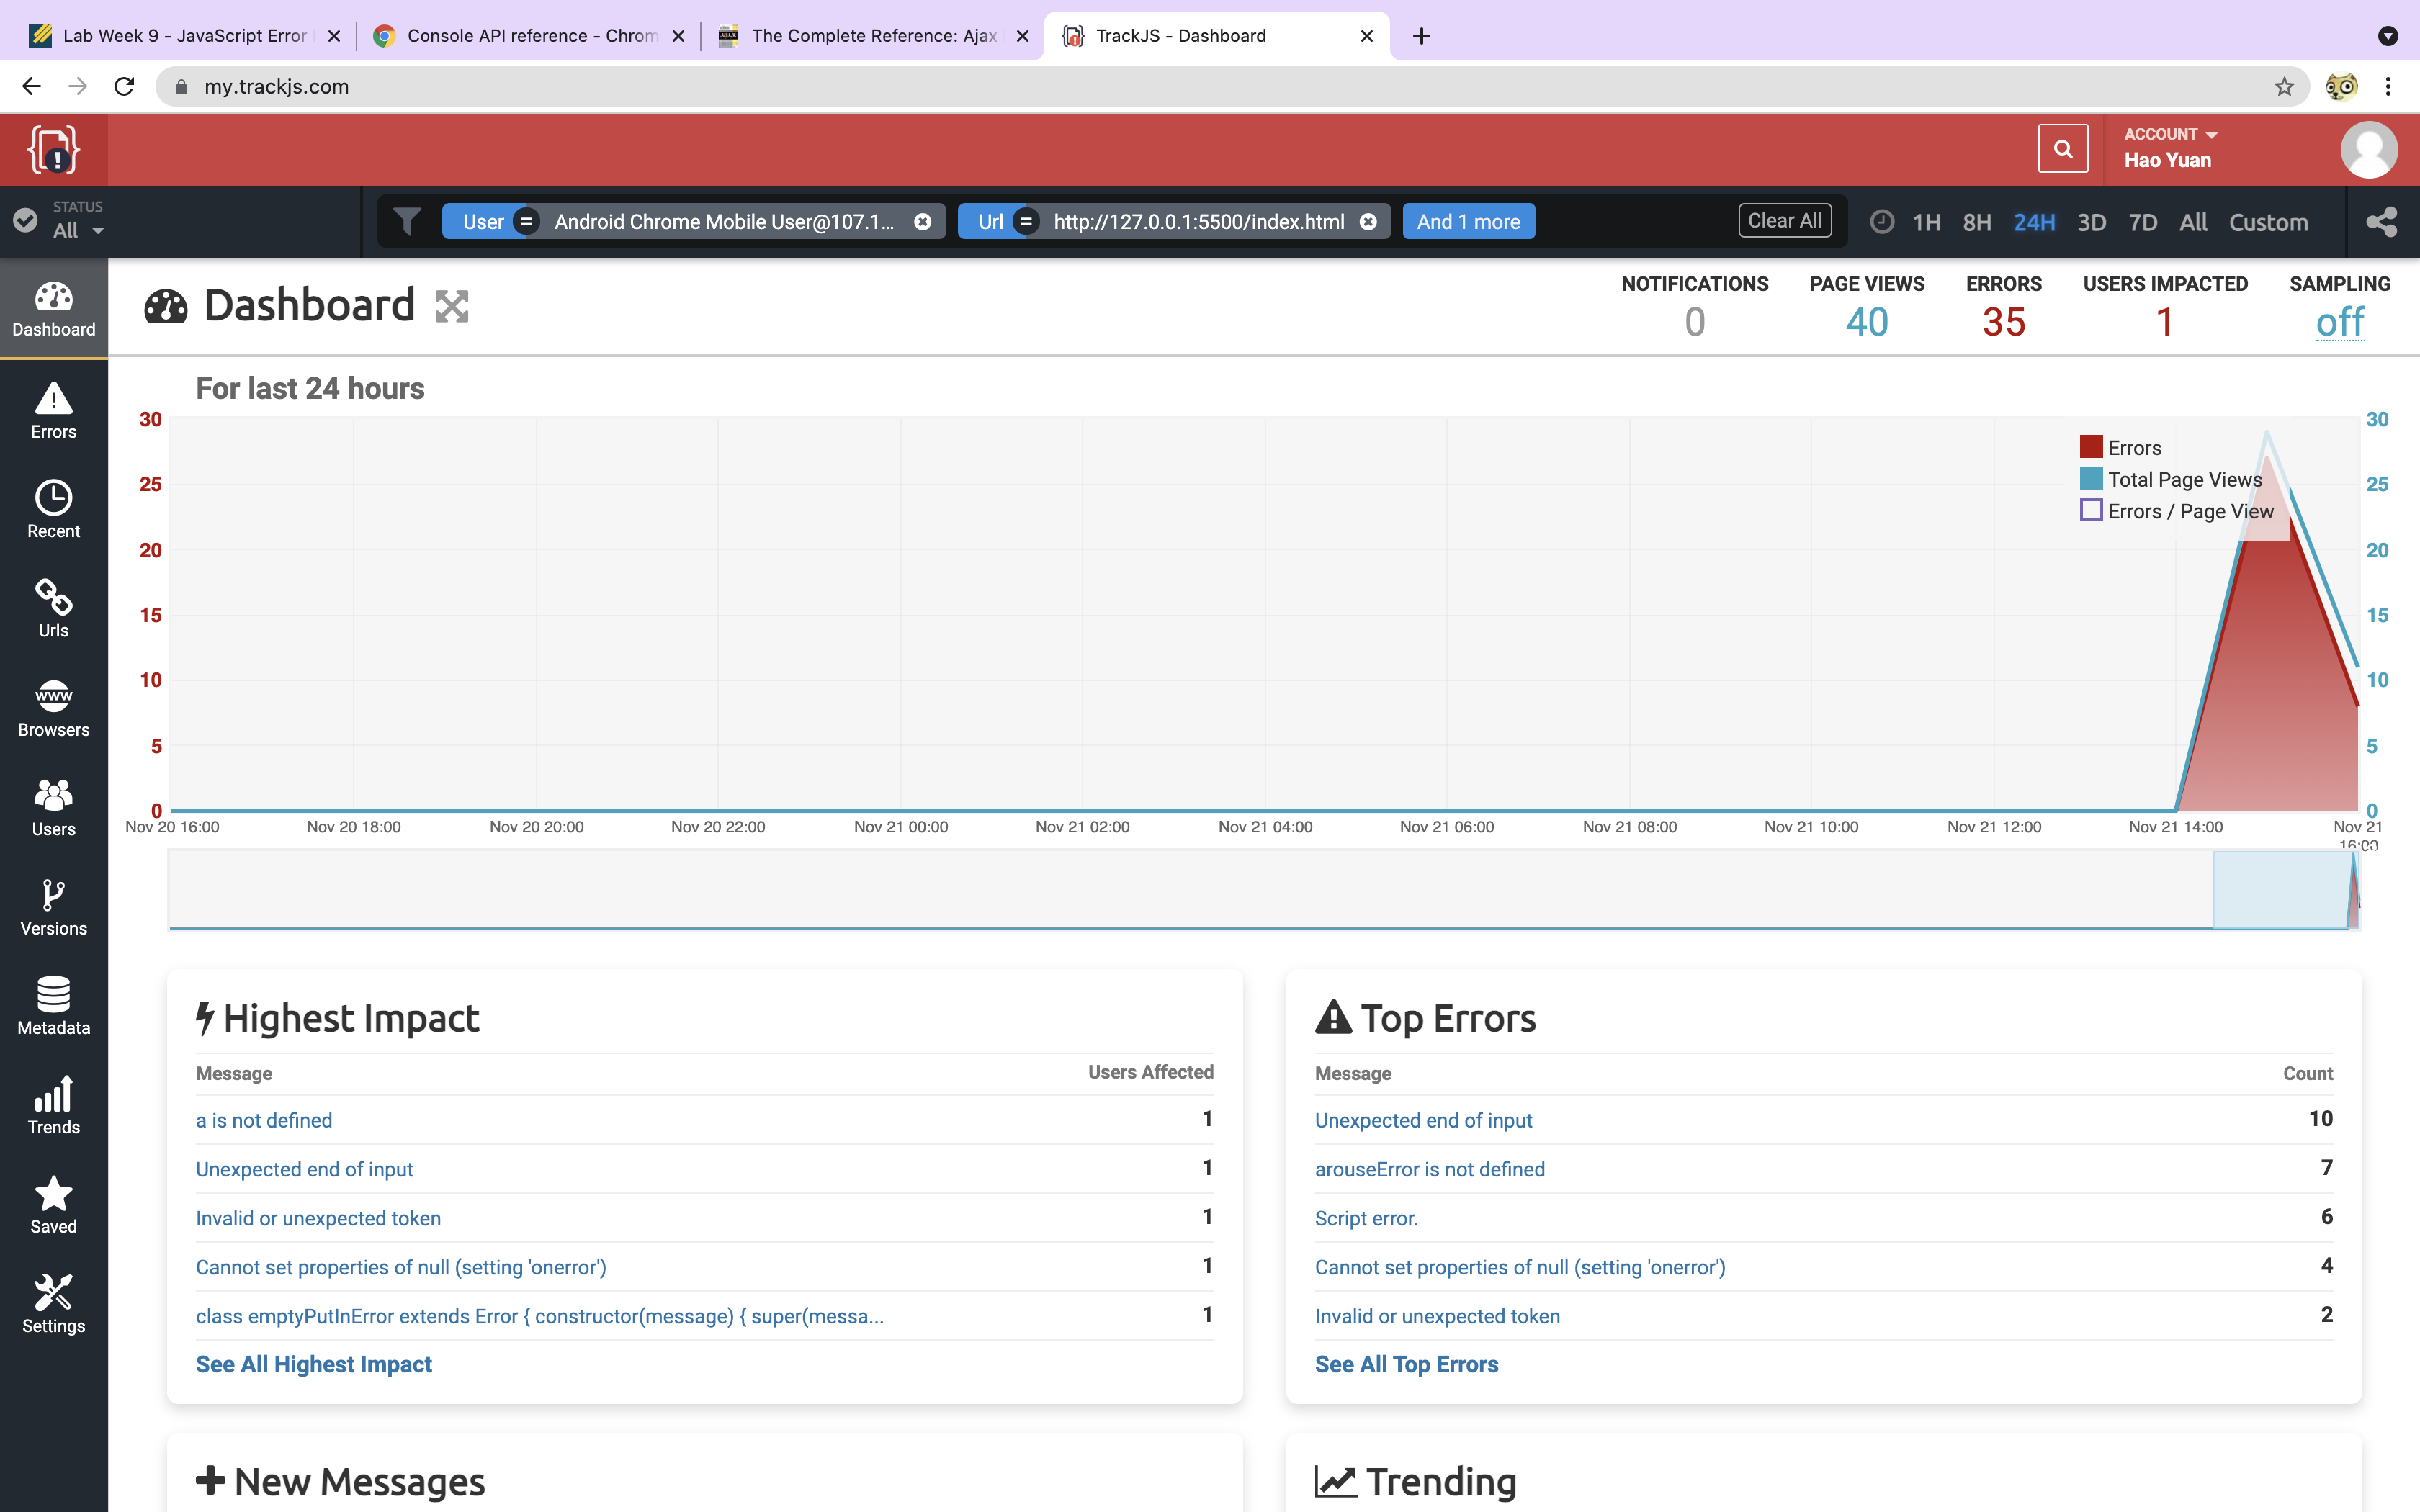 Lab Week 9 - JavaScript Error
Console API reference - Chrom
The Complete Reference: Ajax
TrackJS - Dashboard
my.trackjs.com
ACCOUNT
Hao Yuan
STATUS
All
User = Android Chrome Mobile User@107.1...
Url = http://127.0.0.1:5500/index.html
And 1 more
Clear All
1H 8H 24H 3D 7D All Custom
Dashboard
Errors
Recent
Urls
www
Browsers
Users
Versions
Metadata
Trends
Saved
Settings
Dashboard
NOTIFICATIONS PAGE VIEWS ERRORS USERS IMPACTED SAMPLING
0 40 35 1 off
For last 24 hours
30 30
25 25
20 20
15 15
10 10
5 5
0 0
Errors
Total Page Views
Errors / Page View
Nov 20 16:00 Nov 20 18:00 Nov 20 20:00 Nov 20 22:00 Nov 21 00:00 Nov 21 02:00 Nov 21 04:00 Nov 21 06:00 Nov 21 08:00 Nov 21 10:00 Nov 21 12:00 Nov 21 14:00 Nov 21
16:00
Highest Impact
Message Users Affected
a is not defined 1
Unexpected end of input 1
Invalid or unexpected token 1
Cannot set properties of null (setting 'onerror') 1
class emptyPutInError extends Error { constructor(message) { super(messa... 1
See All Highest Impact
Top Errors
Message Count
Unexpected end of input 10
arouseError is not defined 7
Script error. 6
Cannot set properties of null (setting 'onerror') 4
Invalid or unexpected token 2
See All Top Errors
New Messages
Trending